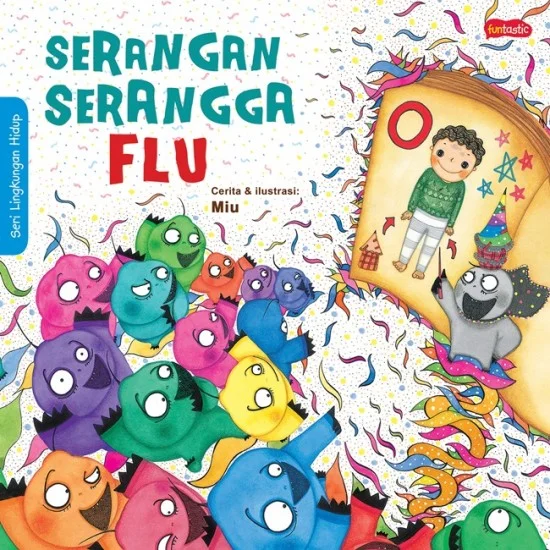 funtastic
SERANGAN
SERANGGA
FLU
Cerita & ilustrasi:
Miu
Seri Lingkungan Hidup
O